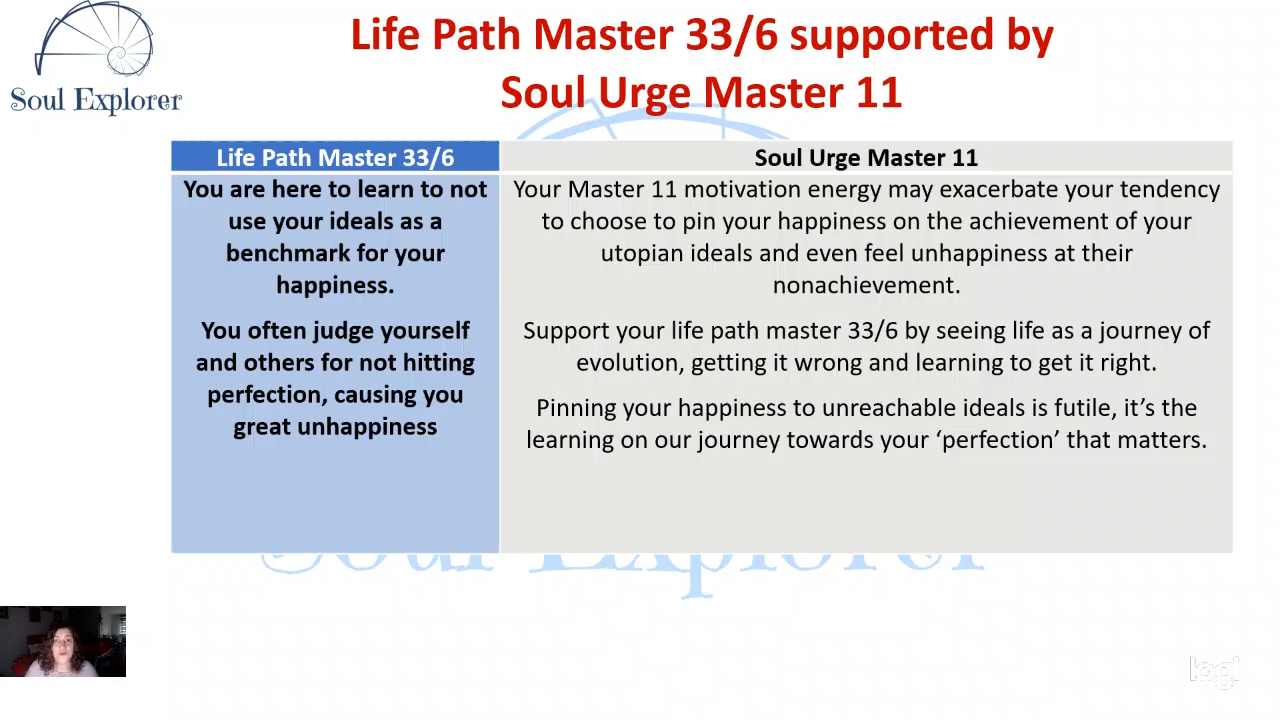 Life Path Master 33/6 supported by
Soul Urge Master 11
Soul Explorer
Life Path Master 33/6
Soul Urge Master 11
You are here to learn to not
use your ideals as a
benchmark for your
happiness.
You often judge yourself
and others for not hitting
perfection, causing you
great unhappiness
Your Master 11 motivation energy may exacerbate your tendency
to choose to pin your happiness on the achievement of your
utopian ideals and even feel unhappiness at their
nonachievement.
Support your life path master 33/6 by seeing life as a journey of
evolution, getting it wrong and learning to get it right.
Pinning your happiness to unreachable ideals is futile, it’s the
learning on our journey towards your ‘perfection’ that matters.
Soul Explorer
logi